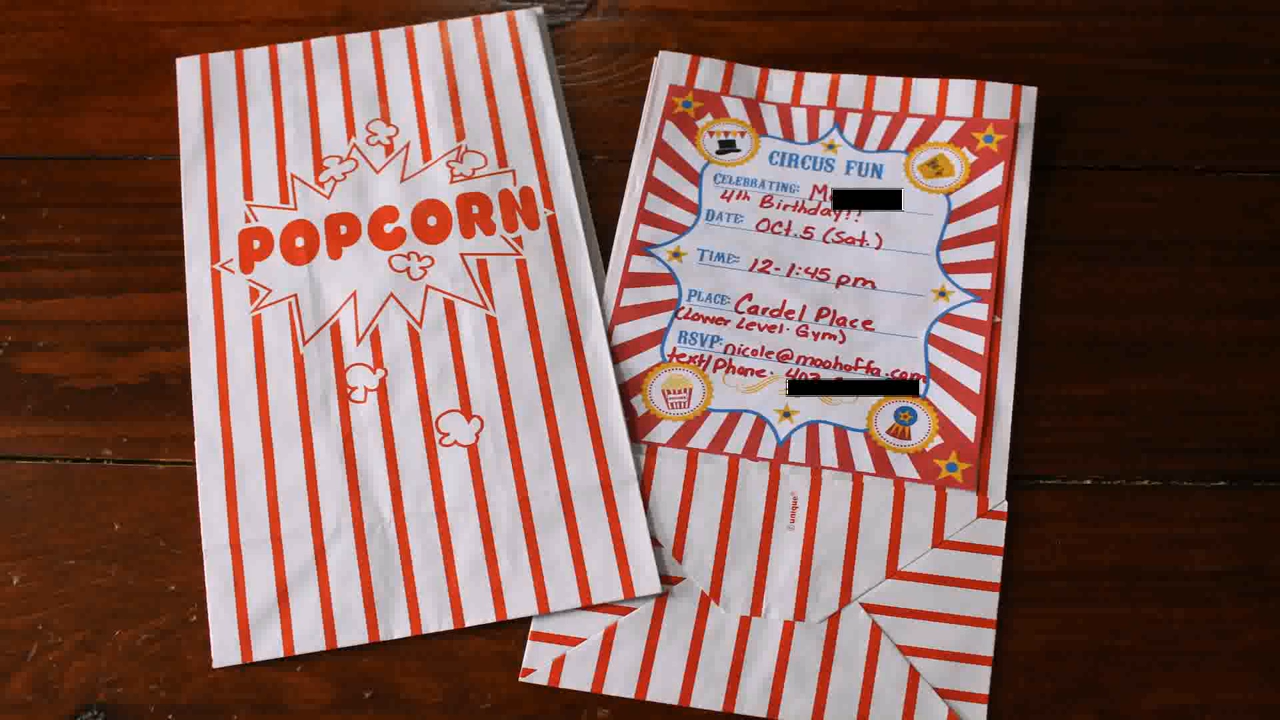 POPCORN
CIRCUS FUN
CELEBRATING:
4th Birthday!!
DATE: Oct. 5 (Sat.)
TIME: 12-1:45 pm
PLACE: Cardel Place
(Lower Level. Gym)
RSVP: nicole@moohoffa.com
text/Phone:
©unique®